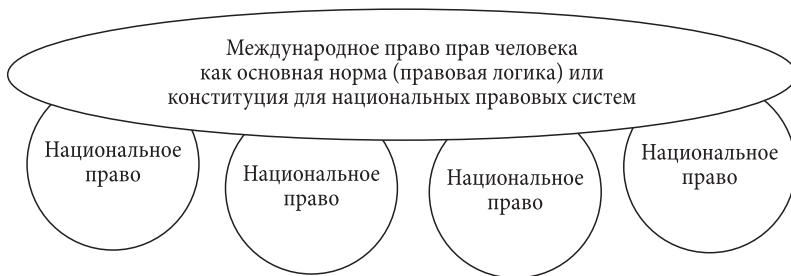 Международное право прав человека
как основная норма (правовая логика) или
конституция для национальных правовых систем
Национальное
право
Национальное
право
Национальное
право
Национальное
право